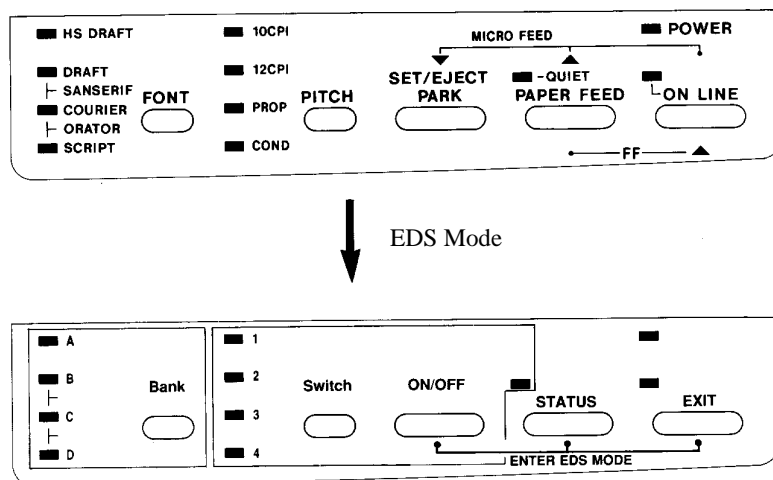 HS DRAFT
DRAFT
SANSERIF
COURIER
ORATOR
SCRIPT
FONT
10CPI
12CPI
PROP
COND
PITCH
MICRO FEED
SET/EJECT
PARK
-QUIET
PAPER FEED
POWER
ON LINE
FF
EDS Mode
A
B
C
D
Bank
1
2
3
4
Switch
ON/OFF
STATUS
EXIT
ENTER EDS MODE